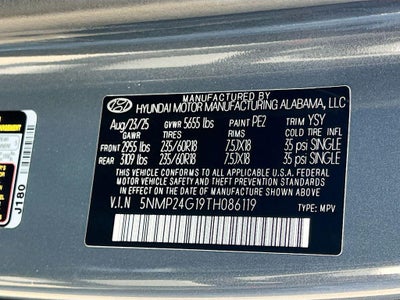 MANUFACTURED BY
HYUNDAI MOTOR MANUFACTURING ALABAMA, LLC
Aug/23/25 GVWR 5655 lbs PAINT PE2 TRIM YSY
GAWR TIRES RIMS COLD TIRE INFL
FRONT 2955 lbs 235/60R18 7.5JX18 35 psi SINGLE
REAR 3109 lbs 235/60R18 7.5JX18 35 psi SINGLE
THIS VEHICLE CONFORMS TO ALL APPLICABLE
U.S.A. FEDERAL MOTOR VEHICLE SAFETY STANDARDS
IN EFFECT ON THE DATE OF MANUFACTURE SHOWN ABOVE.
V.I.N 5NMP24G19TH086119 TYPE: MPV
J180